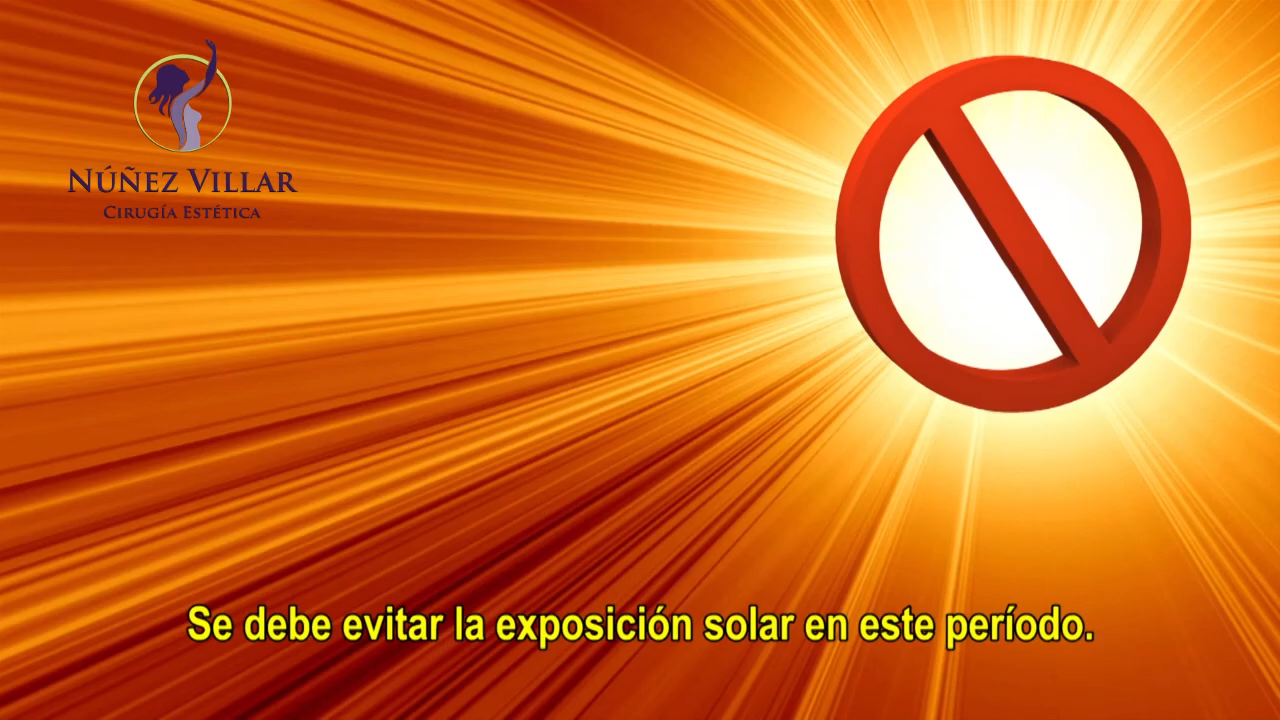 NÚÑEZ VILLAR
CIRUGÍA ESTÉTICA
Se debe evitar la exposición solar en este período.